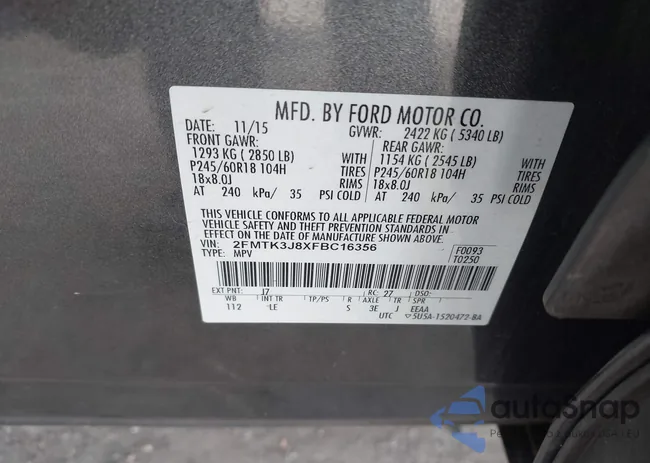 MFD. BY FORD MOTOR CO.
DATE: 11/15 GVWR: 2422 KG ( 5340 LB)
FRONT GAWR: REAR GAWR:
1293 KG ( 2850 LB) WITH 1154 KG ( 2545 LB) WITH
P245/60R18 104H TIRES P245/60R18 104H TIRES
18x8.0J RIMS 18x8.0J RIMS
AT 240 kPa/ 35 PSI COLD AT 240 kPa/ 35 PSI COLD
THIS VEHICLE CONFORMS TO ALL APPLICABLE FEDERAL MOTOR
VEHICLE SAFETY AND THEFT PREVENTION STANDARDS IN
EFFECT ON THE DATE OF MANUFACTURE SHOWN ABOVE.
VIN: 2FMTK3J8XFBC16356 F0093
TYPE: MPV T0250
EXT PNT: J7 RC: 27 DSO:
WB INT TR TP/PS R AXLE TR SPR
112 LE S 3E J EEAA
UTC 5USA-1520472-BA
autoSnap